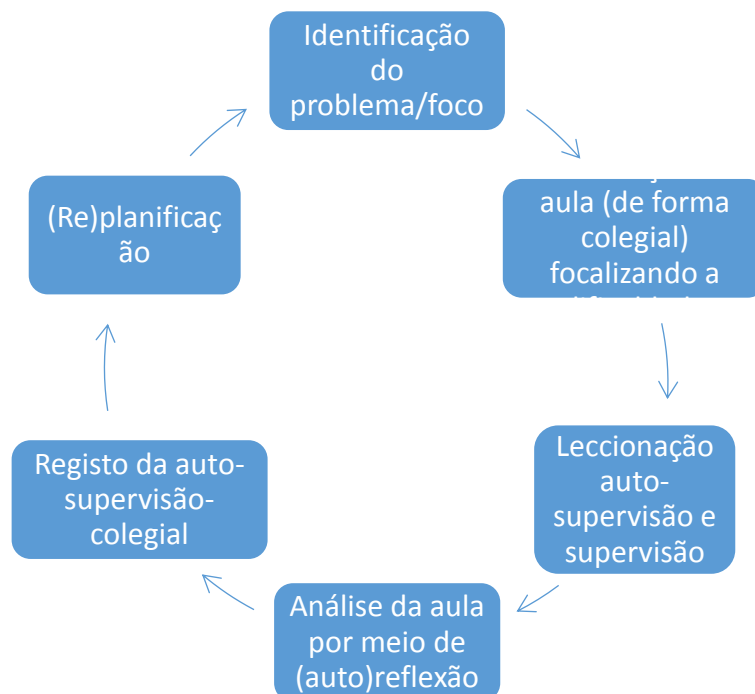 Identificação
do
problema/foco
aula (de forma
colegial)
focalizando a
Leccionação
auto-
supervisão e
supervisão
Análise da aula
por meio de
(auto)reflexão
Registo da auto-
supervisão-
colegial
(Re)planificaç
ão